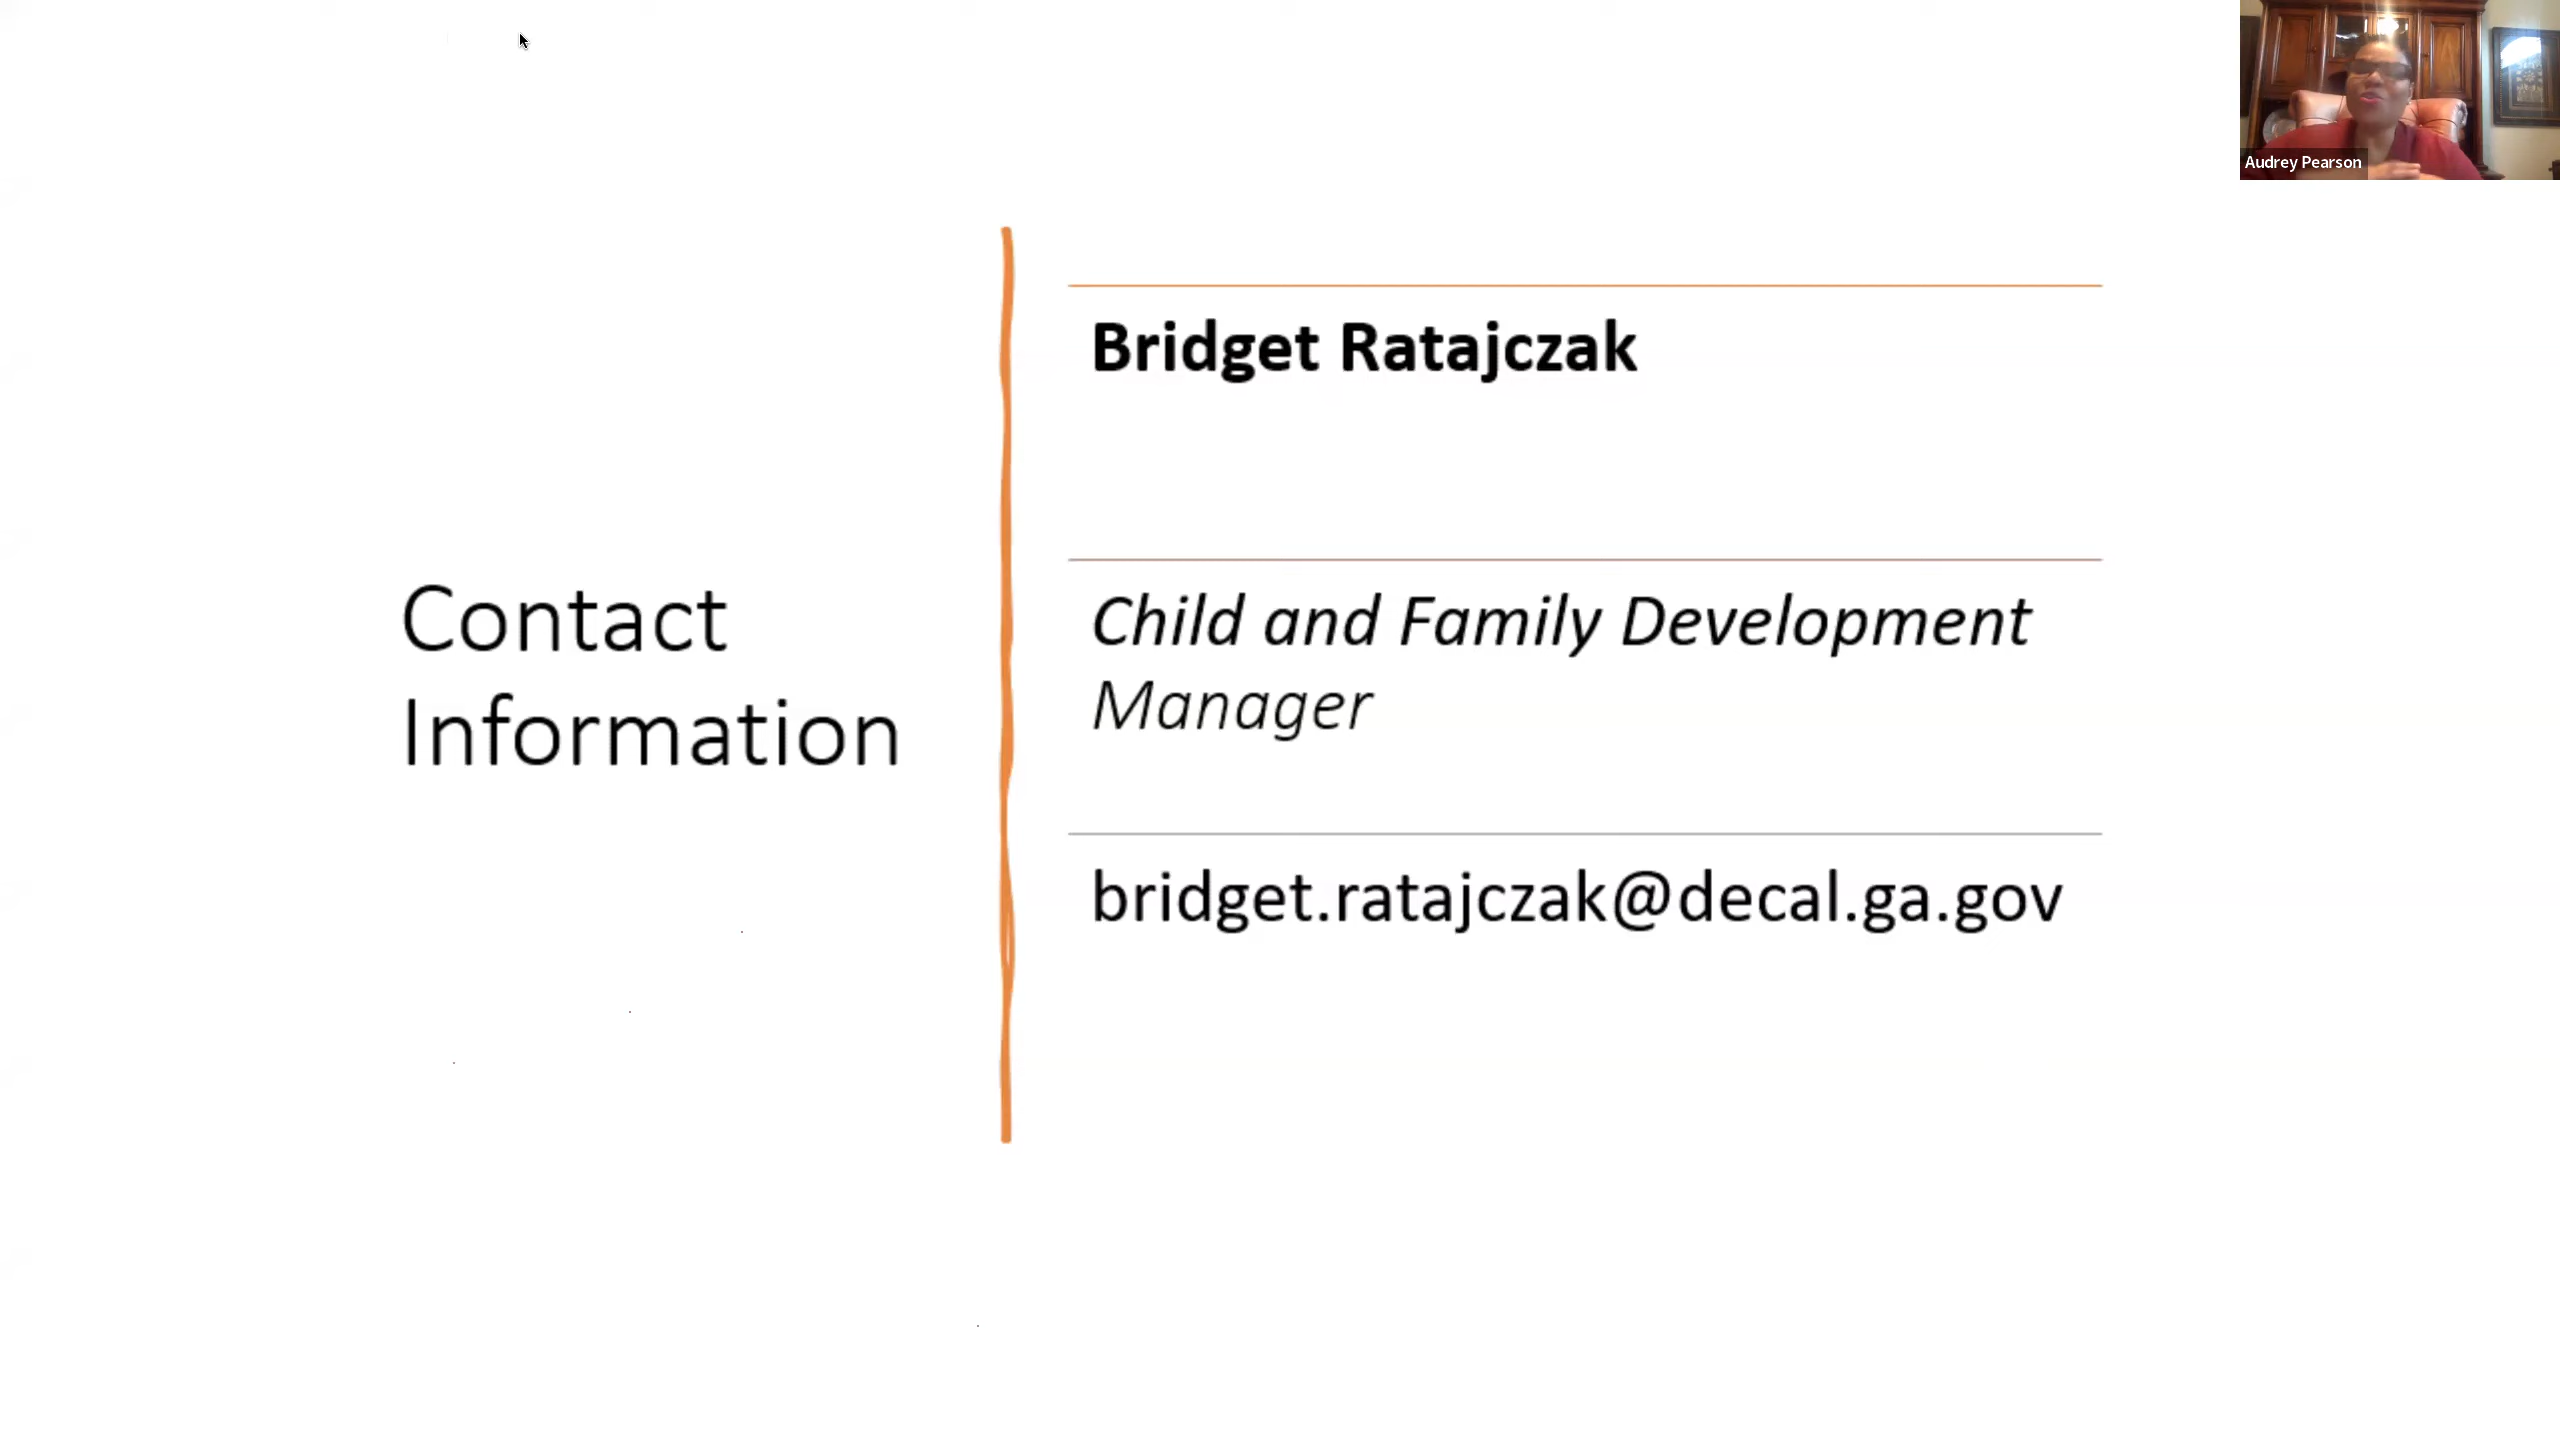 Audrey Pearson
Contact
Information
Bridget Ratajczak
Child and Family Development
Manager
bridget.ratajczak@decal.ga.gov